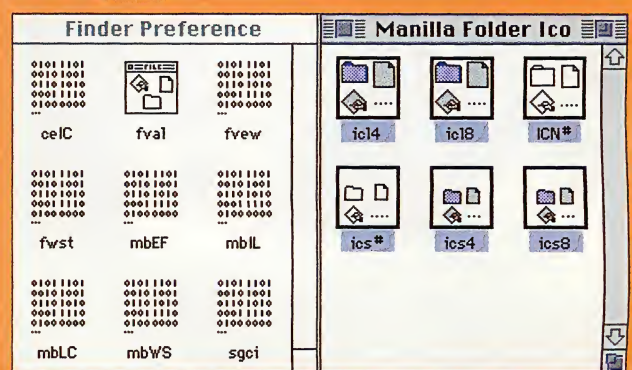 Finder Preference
Manilla Folder Ico
celC
fval
fvew
fwst
mbEF
mbIL
mbLC
mbWS
sgci
icl4
icl8
ICN#
ics#
ics4
ics8